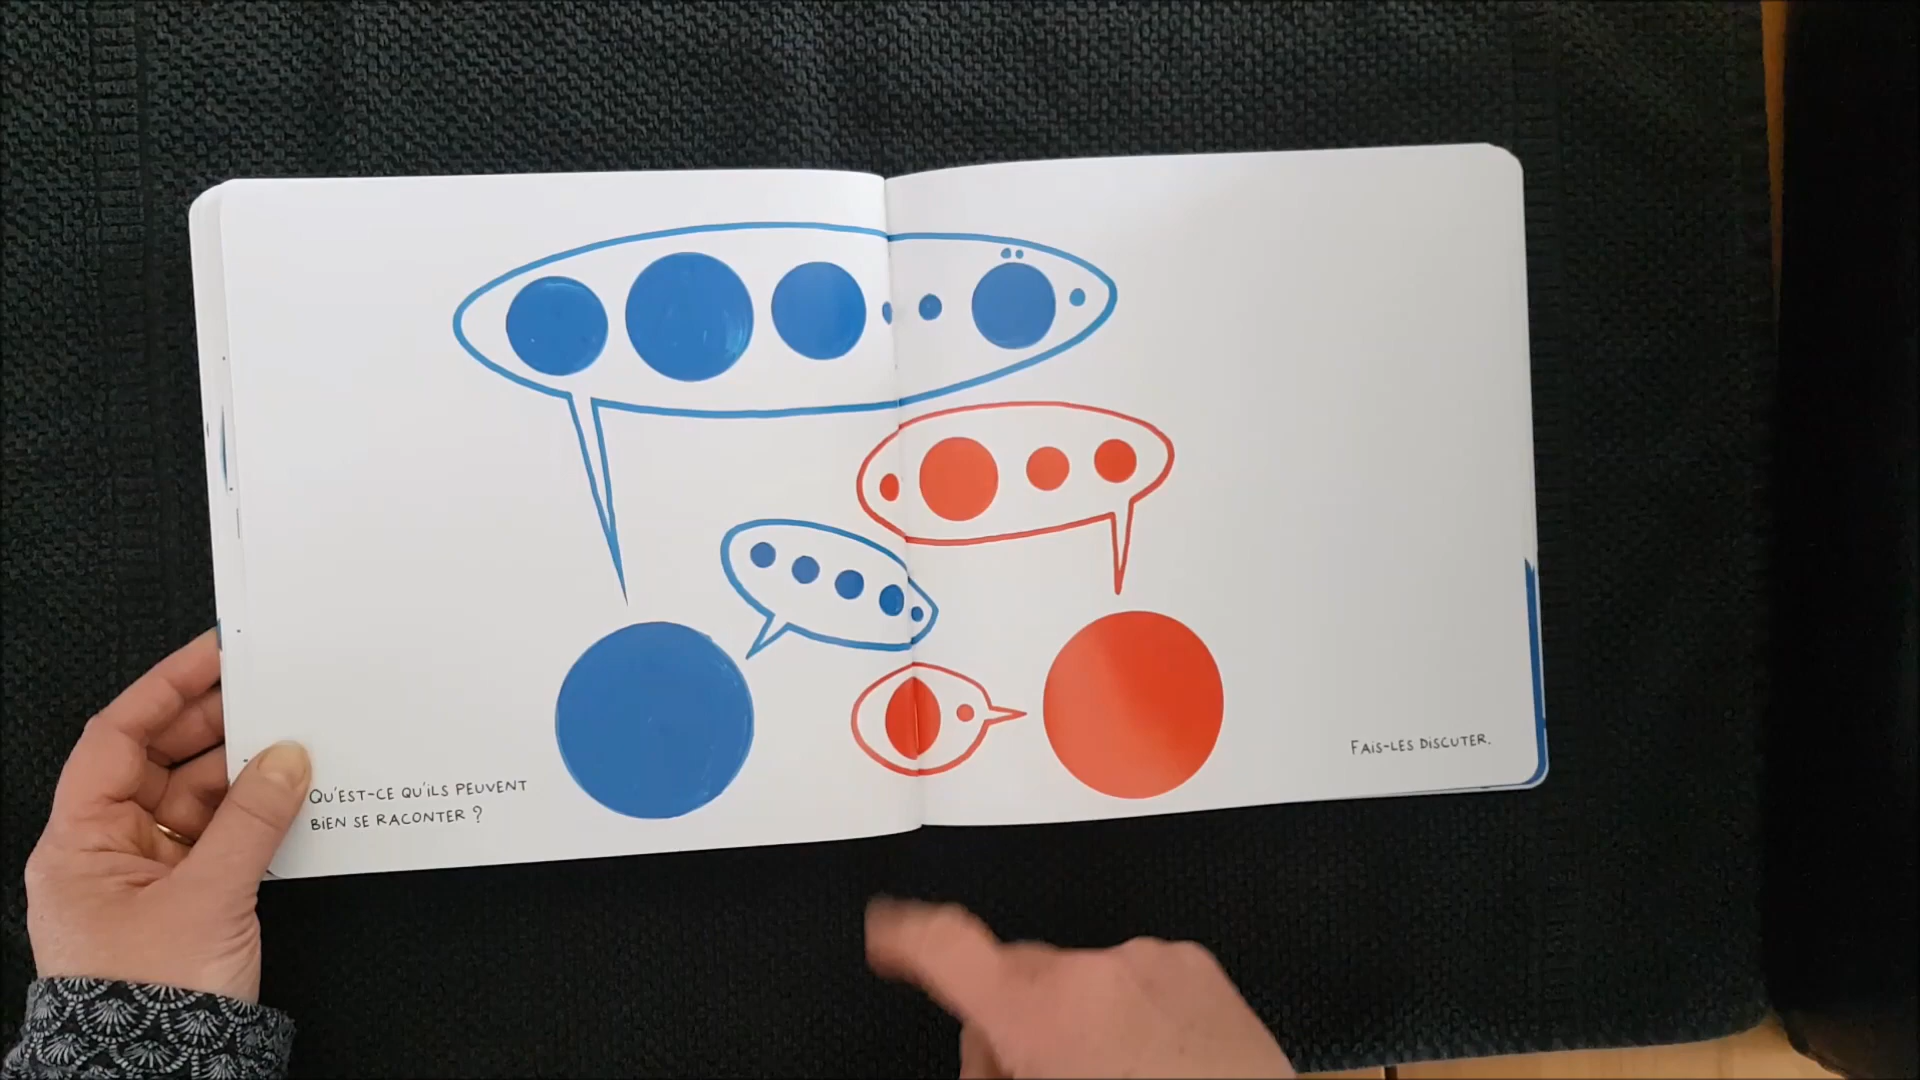 QU'EST-CE QU'iLS PEUVENT
BiEN SE RACONTER ?
FAiS-LES DiSCUTER.